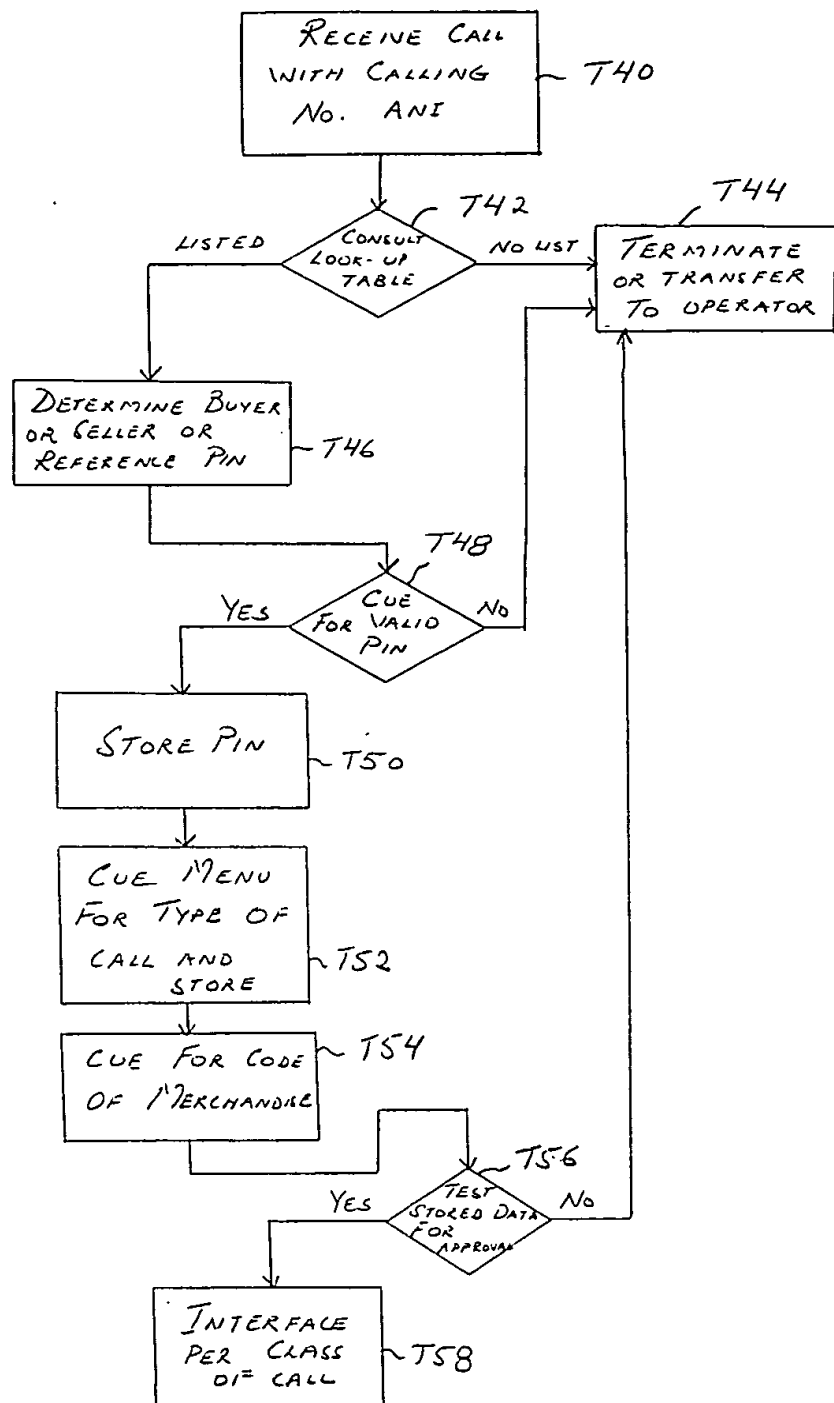 RECEIVE CALL
WITH CALLING
NO. ANI
T40
CONSULT
LOOK-UP
TABLE
T42
LISTED
NO LIST
T44
TERMINATE
OR TRANSFER
TO OPERATOR
DETERMINE BUYER
OR SELLER OR
REFERENCE PIN
T46
CUE
FOR VALID
PIN
T48
YES
NO
STORE PIN
T50
CUE MENU
FOR TYPE OF
CALL AND
STORE
T52
CUE FOR CODE
OF MERCHANDISE
T54
TEST
STORED DATA
FOR
APPROVAL
T56
YES
NO
INTERFACE
PER CLASS
OF CALL
T58